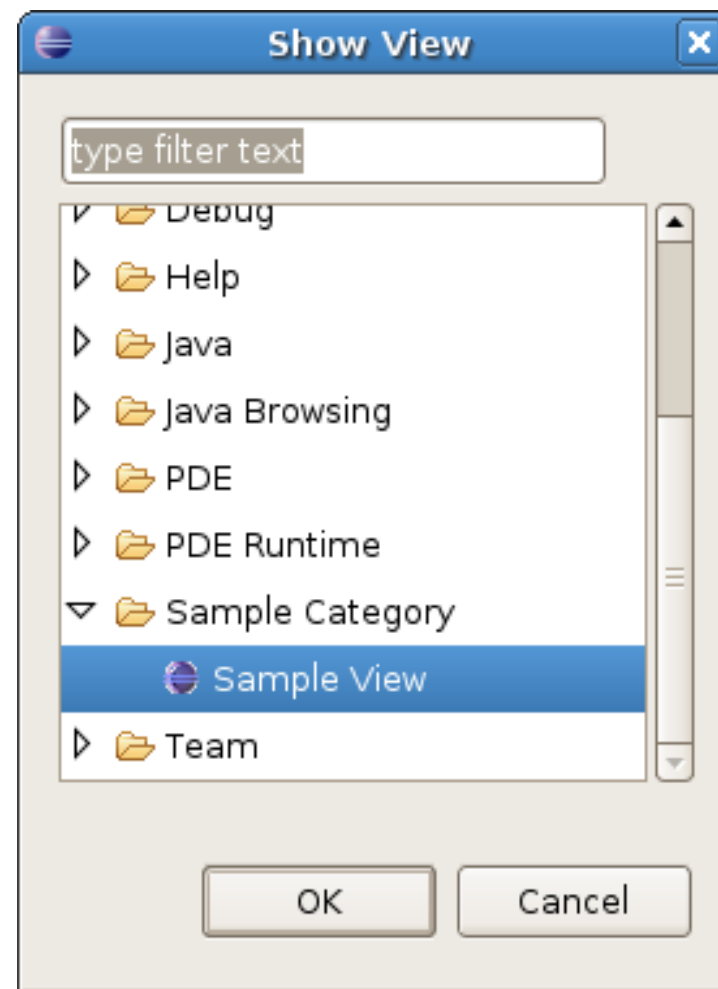 Show View
type filter text
Debug
Help
Java
Java Browsing
PDE
PDE Runtime
Sample Category
Sample View
Team
OK
Cancel